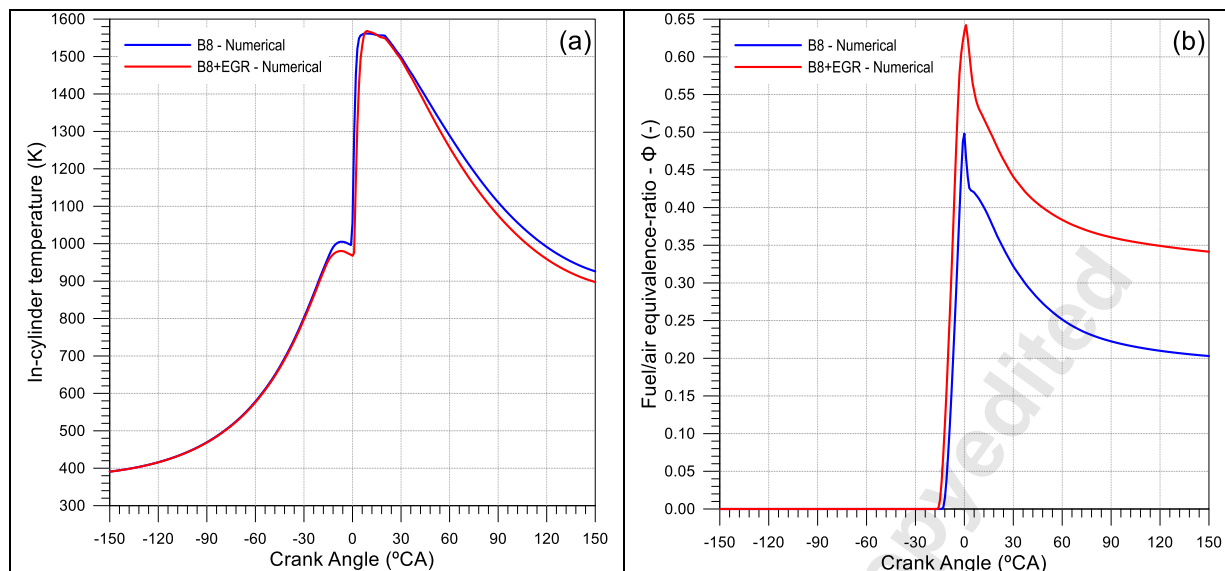 1600
1500
1400
1300
1200
1100
1000
900
800
700
600
500
400
300
In-cylinder temperature (K)
B8 - Numerical
B8+EGR - Numerical
(a)
-150 -120 -90 -60 -30 0 30 60 90 120 150
Crank Angle (ºCA)
0.65
0.60
0.55
0.50
0.45
0.40
0.35
0.30
0.25
0.20
0.15
0.10
0.05
0.00
Fuel/air equivalence-ratio - Φ (-)
B8 - Numerical
B8+EGR - Numerical
(b)
-150 -120 -90 -60 -30 0 30 60 90 120 150
Crank Angle (ºCA)
opyedited